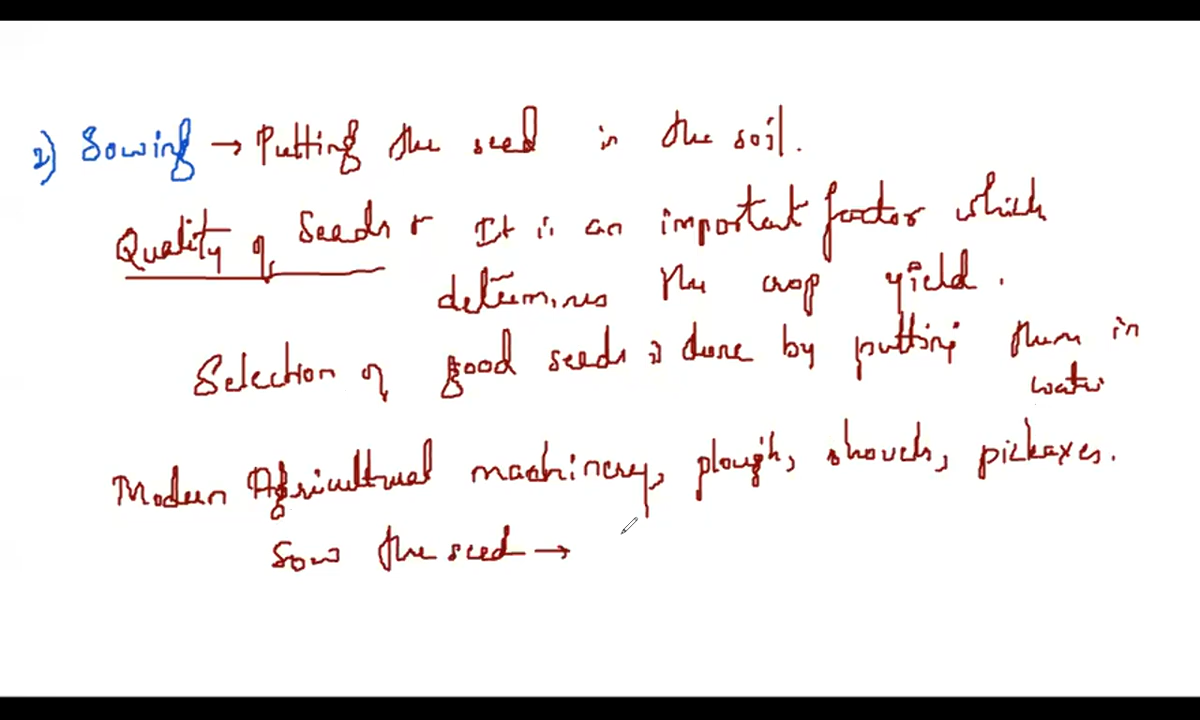 2) Sowing → Putting the seed in the soil.
Quality of Seeds r It is an important factor which
determines the crop yield.
Selection of good seeds is done by putting them in
water
Modern Agricultrual machinery, plough, shovels, pickaxes.
Sow the seed →